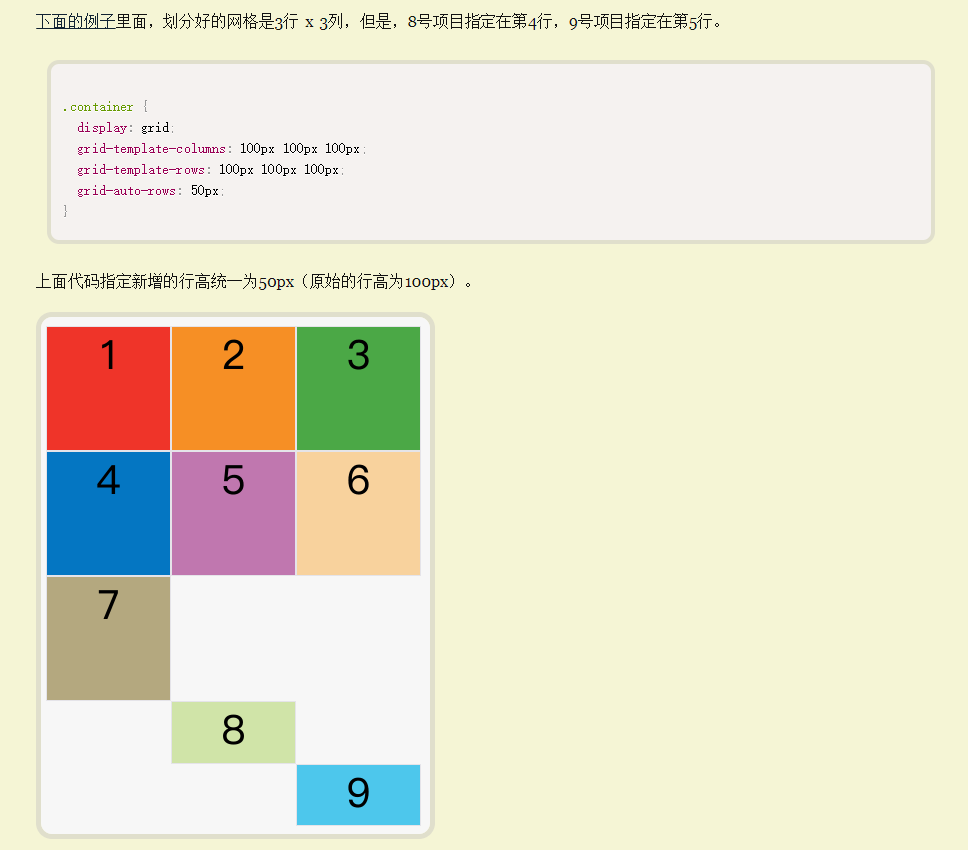 下面的例子里面，划分好的网格是3行 x 3列，但是，8号项目指定在第4行，9号项目指定在第5行。
.container {
display: grid;
grid-template-columns: 100px 100px 100px;
grid-template-rows: 100px 100px 100px;
grid-auto-rows: 50px;
}
上面代码指定新增的行高统一为50px（原始的行高为100px）。
1 2 3
4 5 6
7
8
9